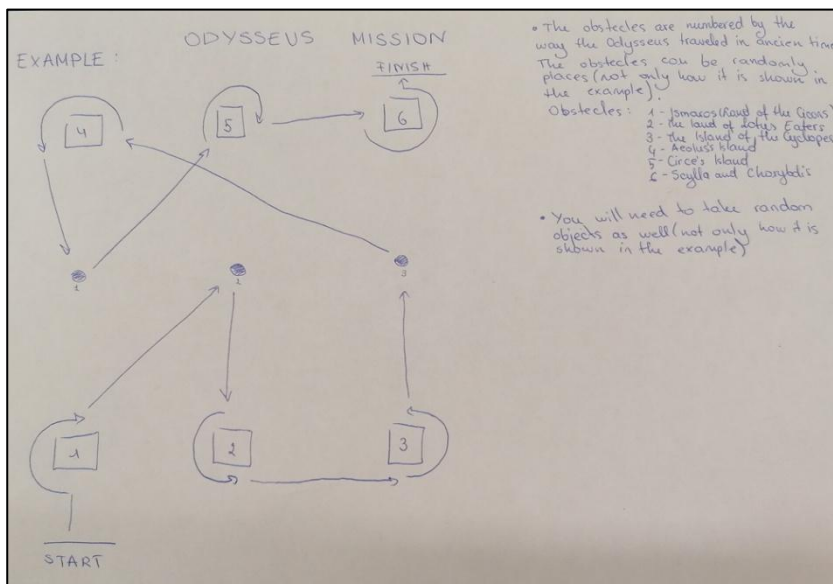 ODYSSEUS MISSION
EXAMPLE:
FINISH
4
5
6
1
2
3
1
2
3
START
• The obstecles are numbered by the
way the Odysseus traveled in ancien time
The obstecles can be randomly
places (not only how it is shown in
the example).
Obstecles: 1 - Ismaros (land of the Cicons)
2 - the land of Lotus Eaters
3 - The Island of the Cyclopes
4 - Aeolus's Island
5 - Circe's Island
6 - Scylla and Charybdis
• You will need to take random
objects as well (not only how it is
shown in the example)